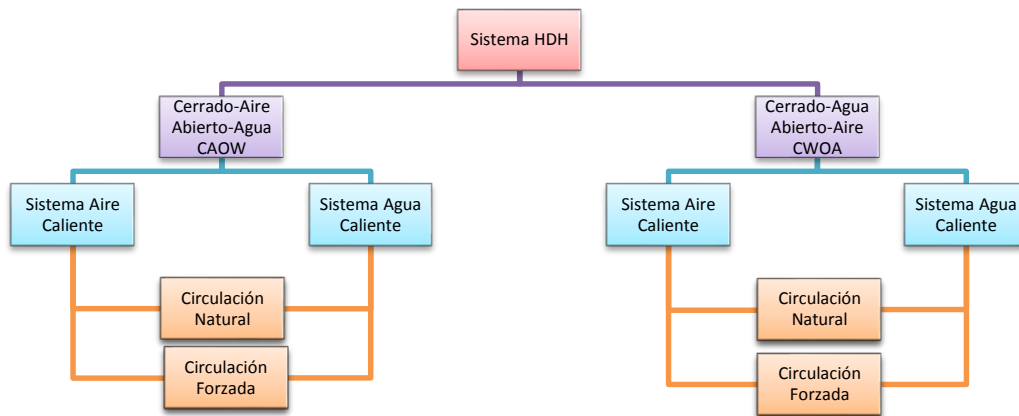 Sistema HDH
Cerrado-Aire
Abierto-Agua
CAOW
Cerrado-Agua
Abierto-Aire
CWOA
Sistema Aire
Caliente
Sistema Agua
Caliente
Sistema Aire
Caliente
Sistema Agua
Caliente
Circulación
Natural
Circulación
Natural
Circulación
Forzada
Circulación
Forzada